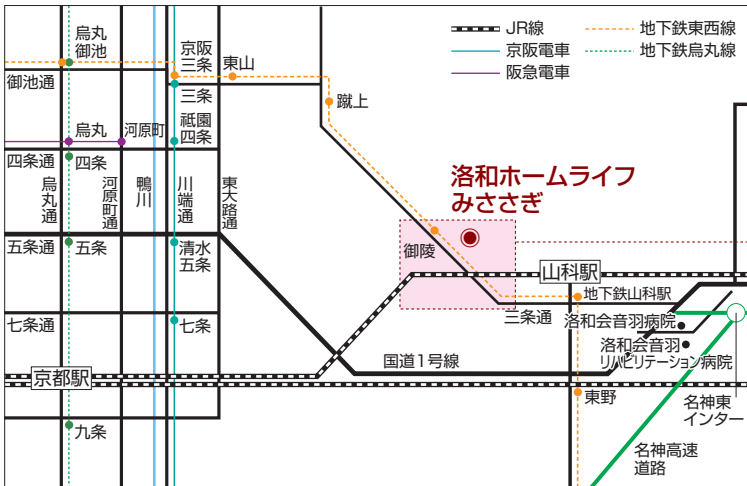 JR線
京阪電車
阪急電車
地下鉄東西線
地下鉄烏丸線
烏丸
御池
京阪
三条
東山
御池通
三条
蹴上
祇園
四条
烏丸
河原町
四条通
四条
烏丸通
河原町通
鴨川
川端通
東大路通
洛和ホームライフ
みささぎ
御陵
五条通
五条
清水
五条
山科駅
地下鉄山科駅
三条通
七条通
七条
洛和会音羽病院
洛和会音羽
リハビリテーション病院
国道1号線
京都駅
東野
名神東
インター
九条
名神高速
道路